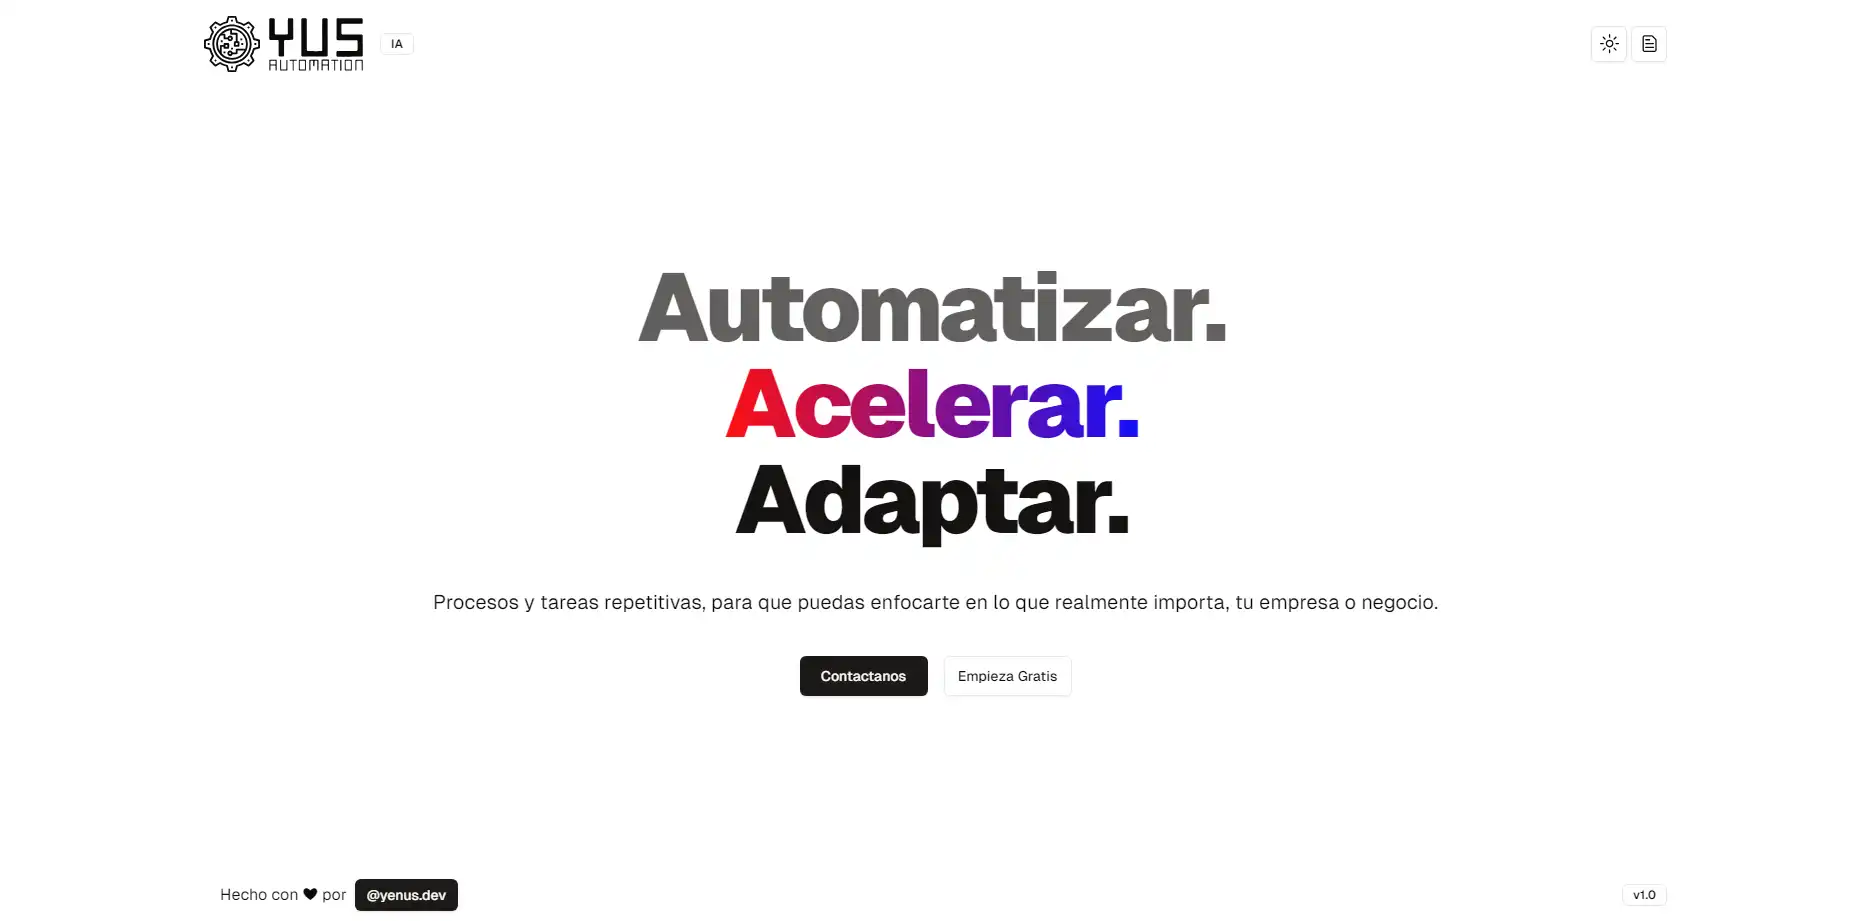 YUS
AUTOMATION
IA
Automatizar.
Acelerar.
Adaptar.
Procesos y tareas repetitivas, para que puedas enfocarte en lo que realmente importa, tu empresa o negocio.
Contactanos
Empieza Gratis
Hecho con ♥ por @yenus.dev
v1.0